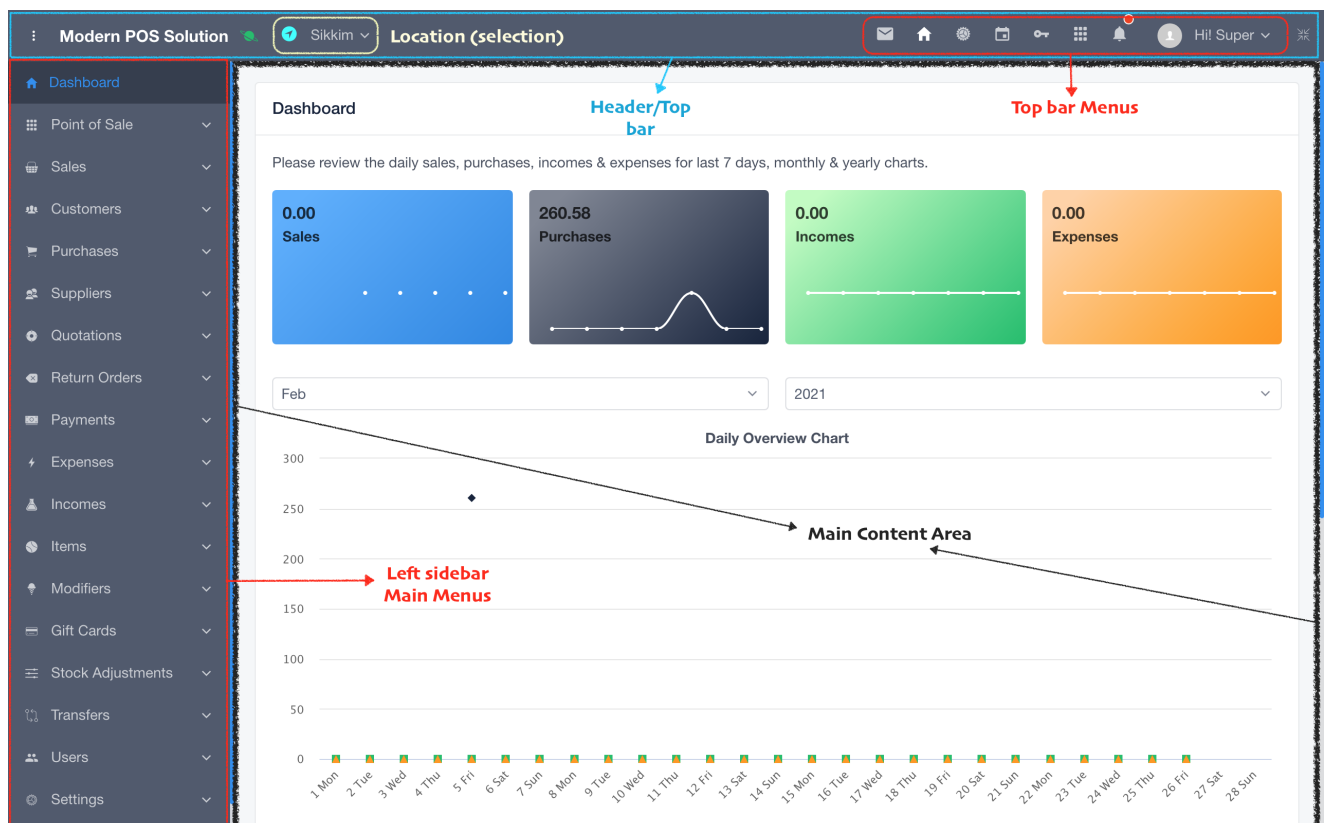 Modern POS Solution
Sikkim
Location (selection)
Hi! Super
Header/Top
bar
Top bar Menus
Dashboard
Point of Sale
Sales
Customers
Purchases
Suppliers
Quotations
Return Orders
Payments
Expenses
Incomes
Items
Modifiers
Gift Cards
Stock Adjustments
Transfers
Users
Settings
Left sidebar
Main Menus
Dashboard
Please review the daily sales, purchases, incomes & expenses for last 7 days, monthly & yearly charts.
0.00
Sales
260.58
Purchases
0.00
Incomes
0.00
Expenses
Feb
2021
Daily Overview Chart
Main Content Area
300
250
200
150
100
50
0
1 Mon
2 Tue
3 Wed
4 Thu
5 Fri
6 Sat
7 Sun
8 Mon
9 Tue
10 Wed
11 Thu
12 Fri
13 Sat
14 Sun
15 Mon
16 Tue
17 Wed
18 Thu
19 Fri
20 Sat
21 Sun
22 Mon
23 Tue
24 Wed
25 Thu
26 Fri
27 Sat
28 Sun